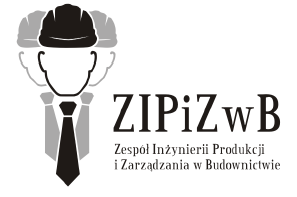 ZIPiZwB
Zespół Inżynierii Produkcji
i Zarządzania w Budownictwie